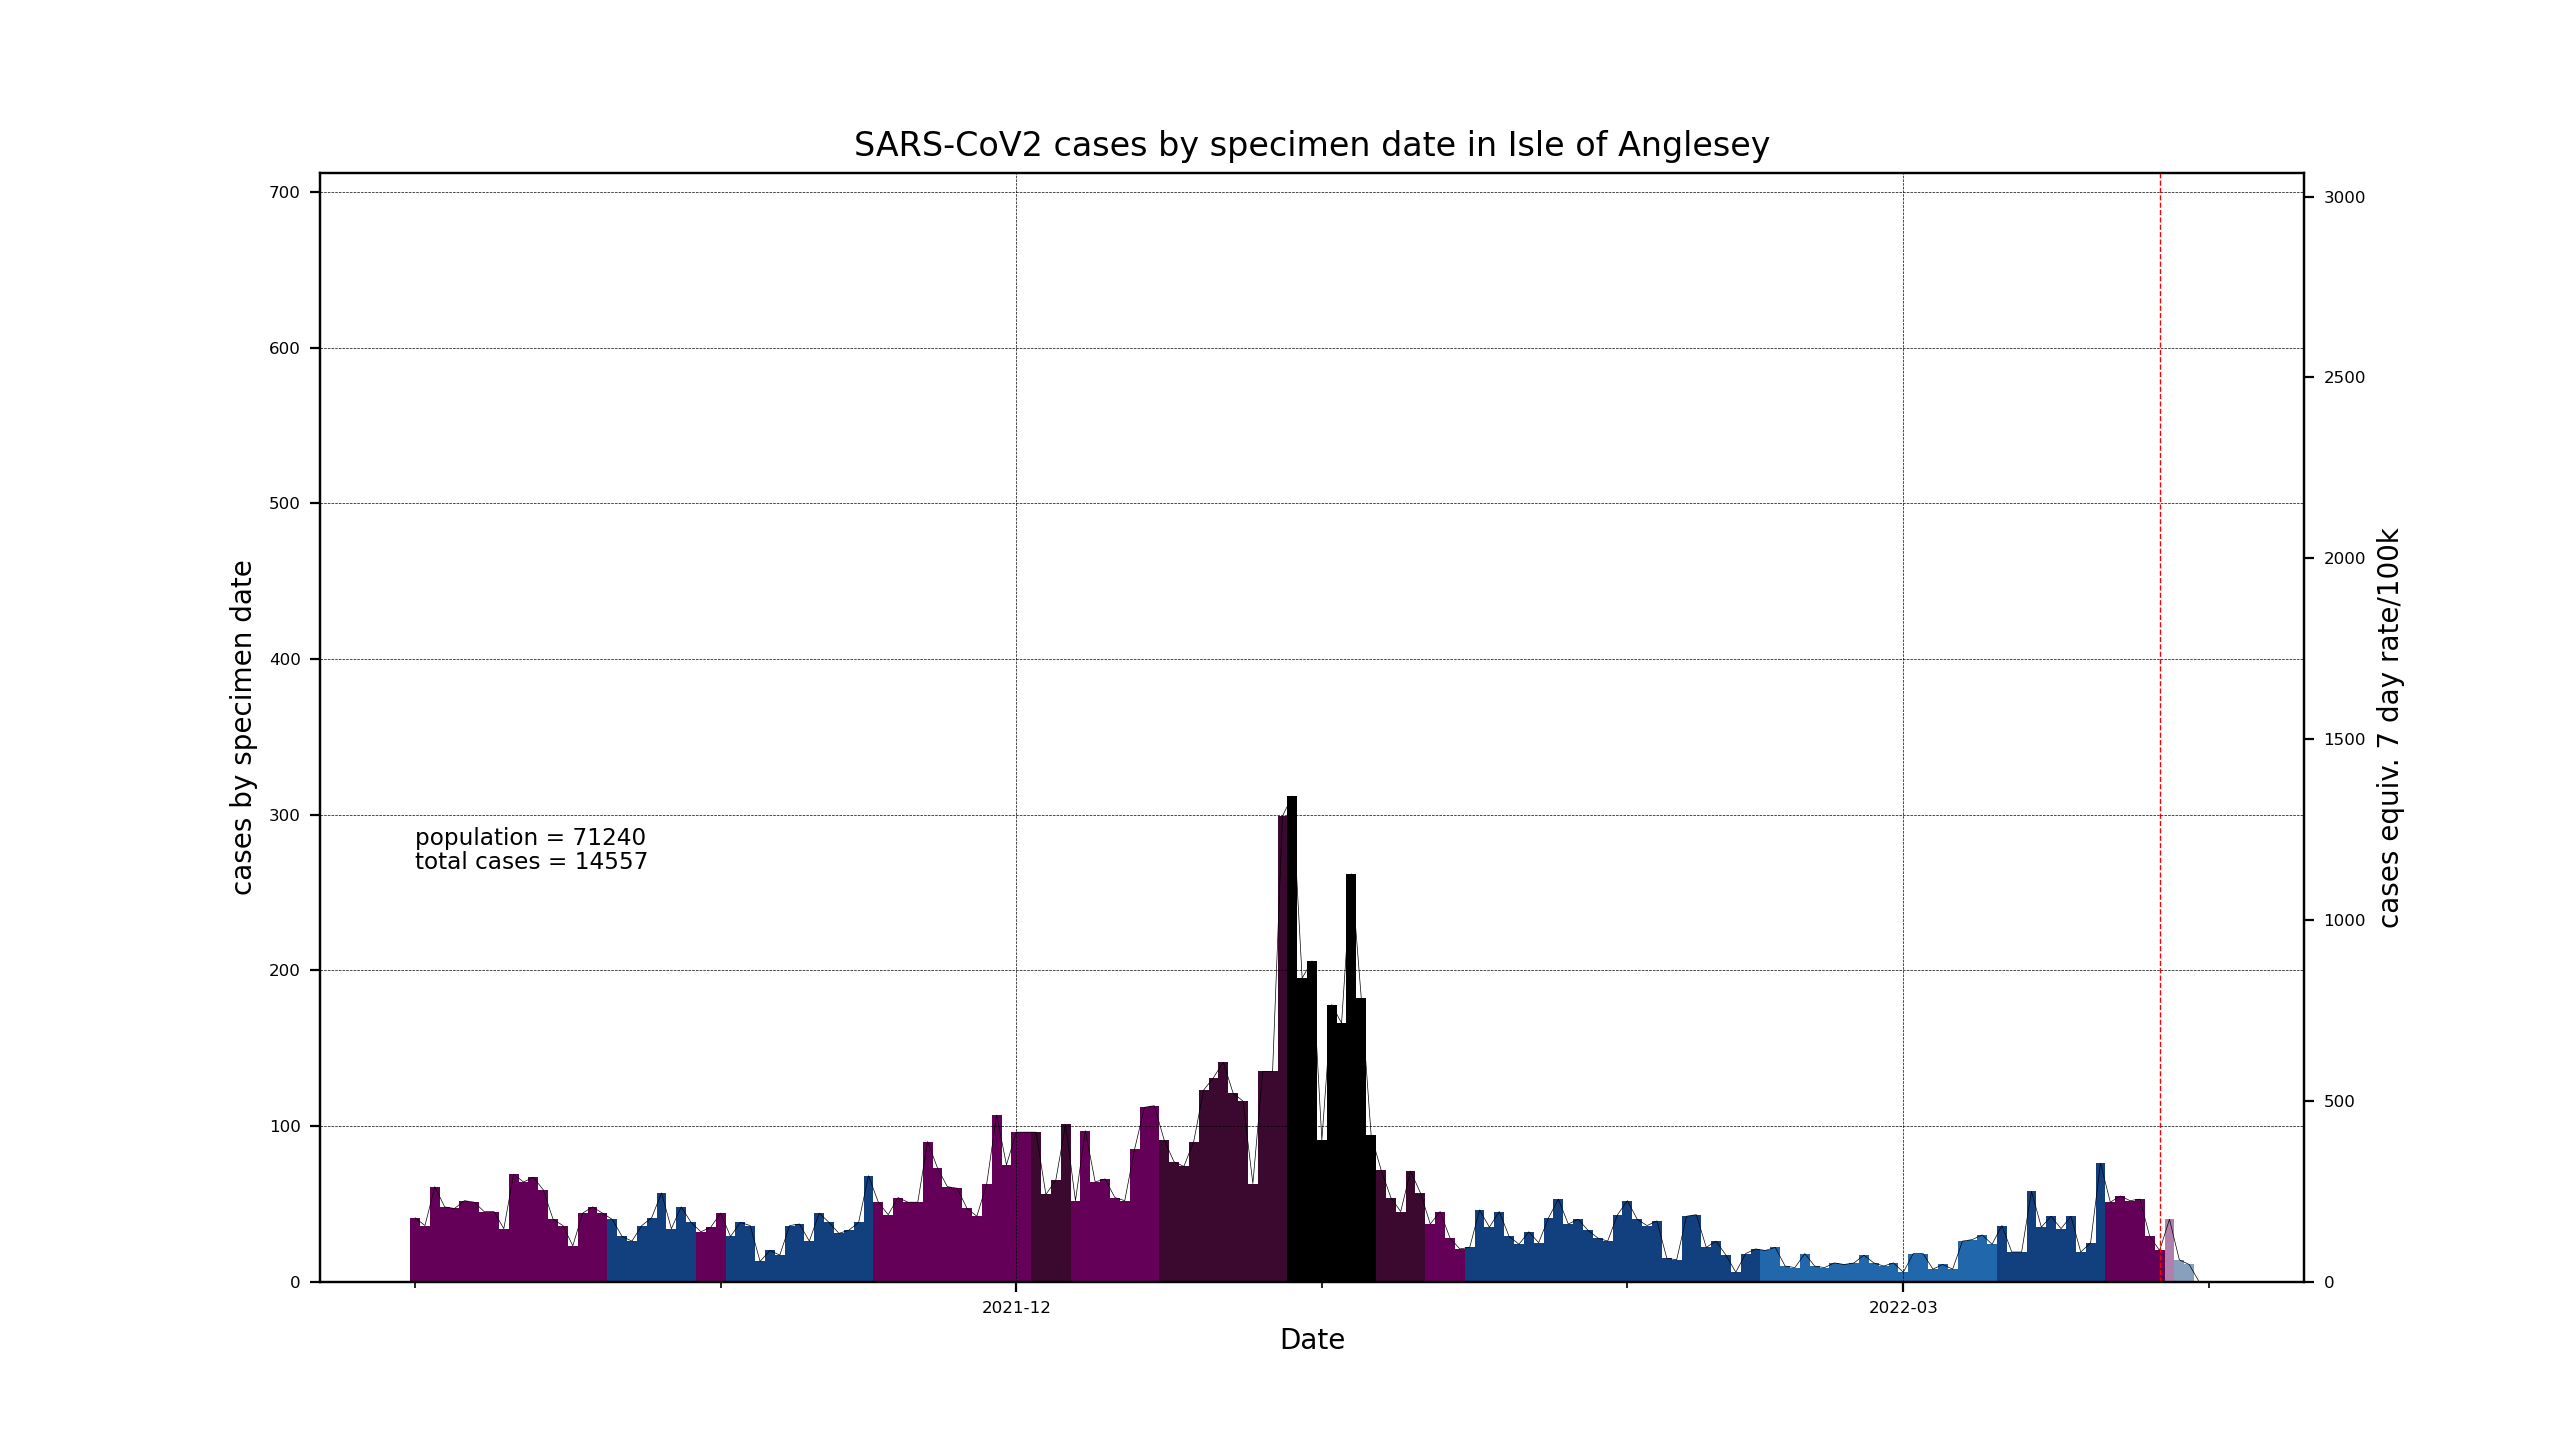 SARS-CoV2 cases by specimen date in Isle of Anglesey
cases by specimen date
700
600
500
400
300
200
100
0
population = 71240
total cases = 14557
3000
2500
2000
1500
1000
500
0
cases equiv. 7 day rate/100k
2021-12
2022-03
Date